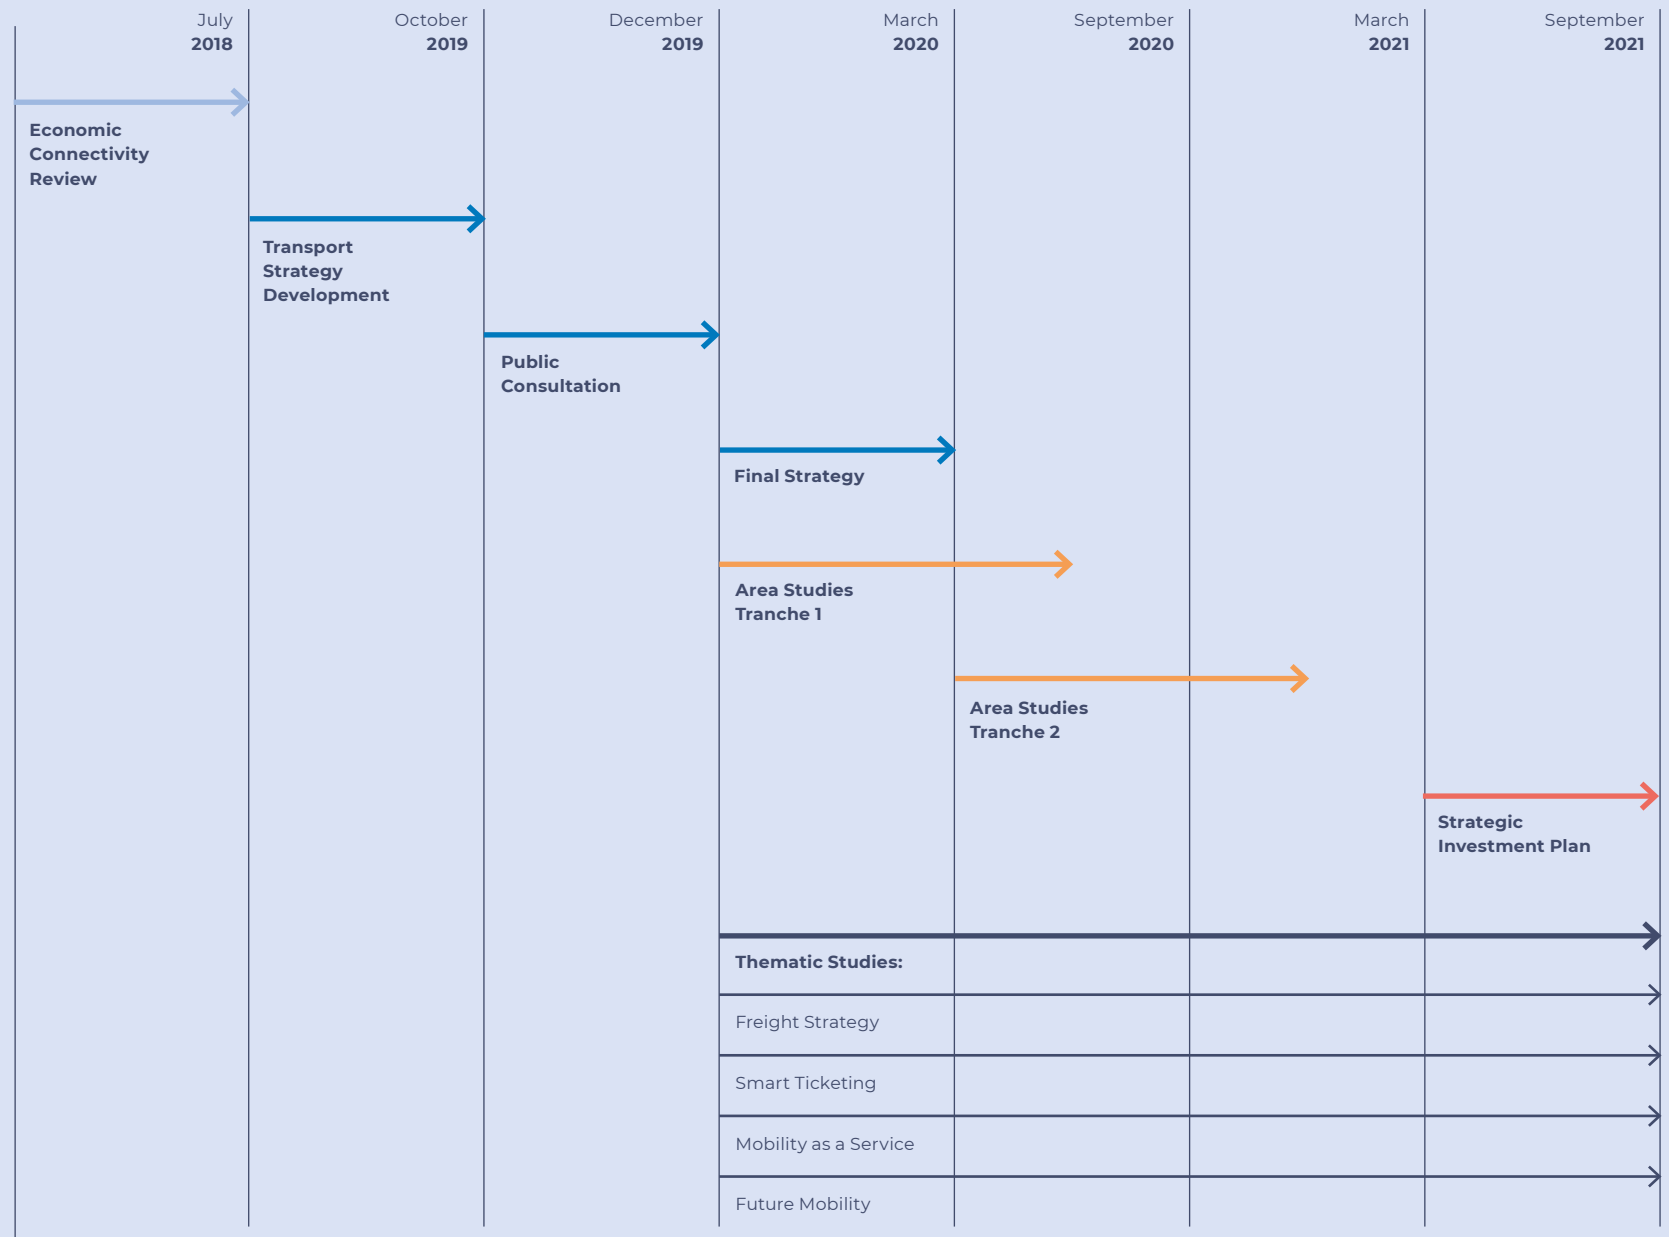 July
2018
October
2019
December
2019
March
2020
September
2020
March
2021
September
2021
Economic
Connectivity
Review
Transport
Strategy
Development
Public
Consultation
Final Strategy
Area Studies
Tranche 1
Area Studies
Tranche 2
Strategic
Investment Plan
Thematic Studies:
Freight Strategy
Smart Ticketing
Mobility as a Service
Future Mobility